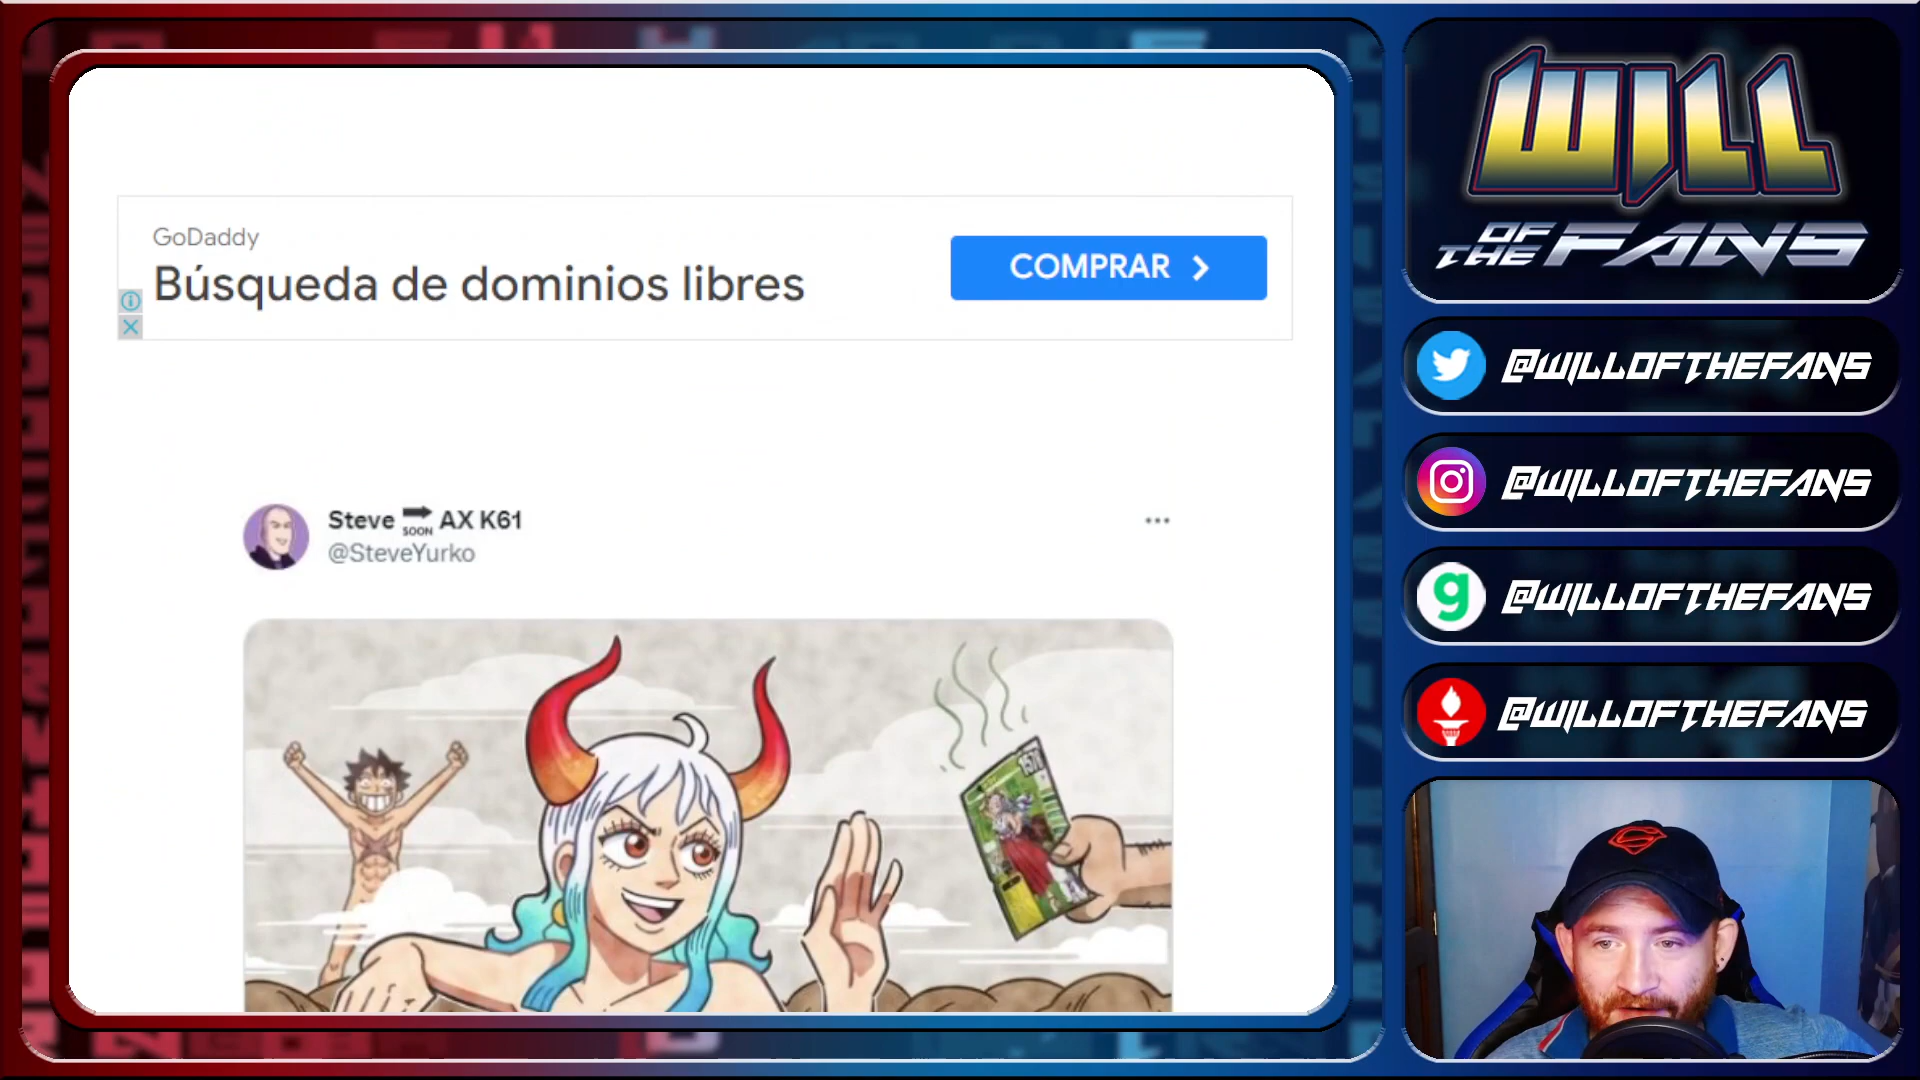 GoDaddy
Búsqueda de dominios libres
COMPRAR
Steve SOON AX K61
@SteveYurko
1570
WILL
OF THE FANS
@WILLOFTHEFANS
@WILLOFTHEFANS
g
@WILLOFTHEFANS
@WILLOFTHEFANS